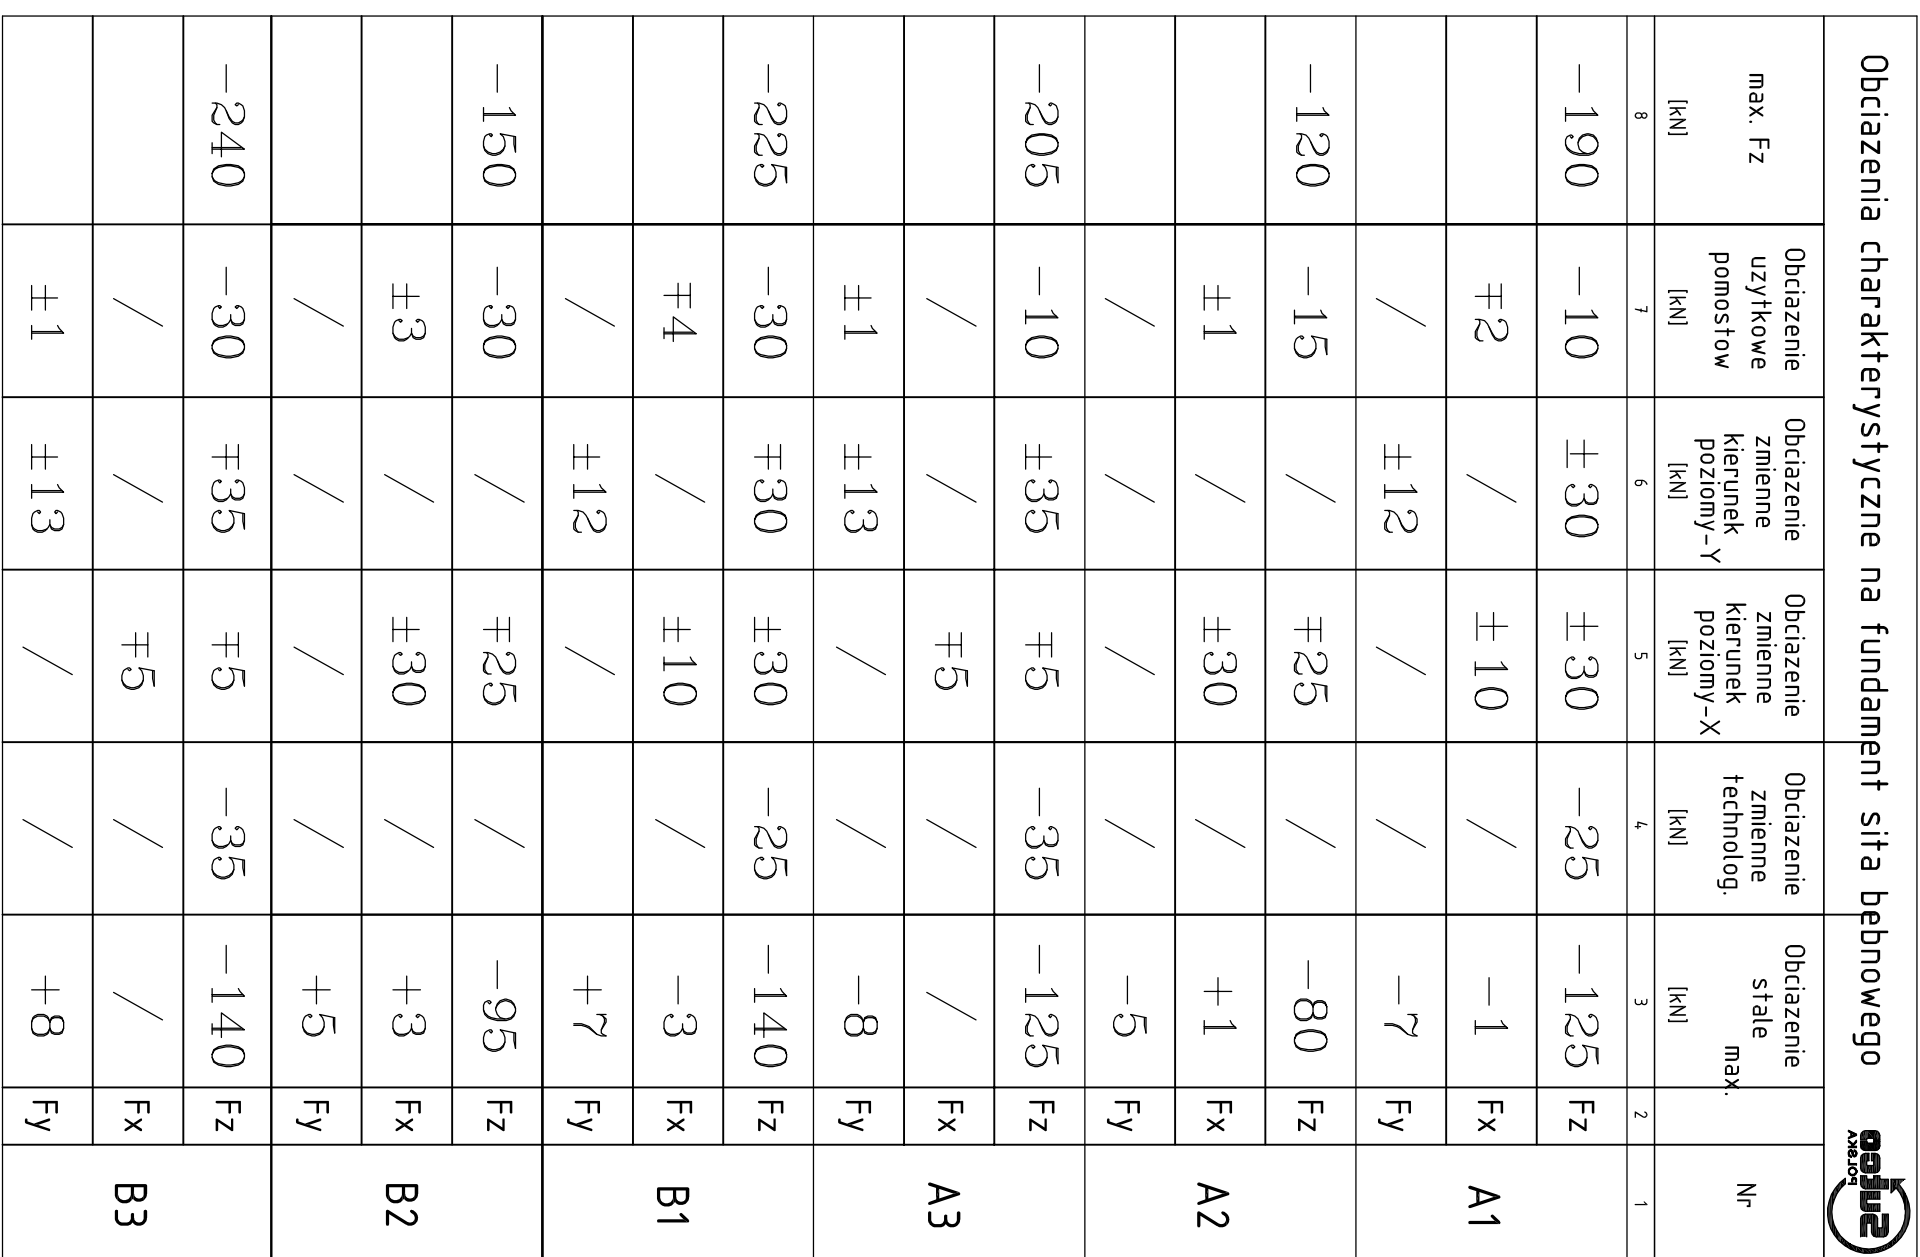 Obciazenia charakterystyczne na fundament sita bebnowego
Sutco
POLSKA
max. Fz
[kN]
Obciazenie
uzytkowe
pomostow
[kN]
Obciazenie
zmienne
kierunek
poziomy-Y
[kN]
Obciazenie
zmienne
kierunek
poziomy-X
[kN]
Obciazenie
zmienne
technolog.
[kN]
Obciazenie
stale
max.
[kN]
Nr
8 7 6 5 4 3 2 1
-190 -10 ±30 ±30 -25 -125 Fz
∓2 / ±10 / -1 Fx A1
/ ±12 / / -7 Fy
-120 -15 / ∓25 / -80 Fz
±1 / ±30 / +1 Fx A2
/ / / / -5 Fy
-205 -10 ±35 ∓5 -35 -125 Fz
/ / ∓5 / / Fx A3
±1 ±13 / / -8 Fy
-225 -30 ∓30 ±30 -25 -140 Fz
∓4 / ±10 / -3 Fx B1
/ ±12 / +7 Fy
-150 -30 / ∓25 / -95 Fz
±3 / ±30 / +3 Fx B2
/ / / / +5 Fy
-240 -30 ∓35 ∓5 -35 -140 Fz
/ / ∓5 / / Fx B3
±1 ±13 / / +8 Fy